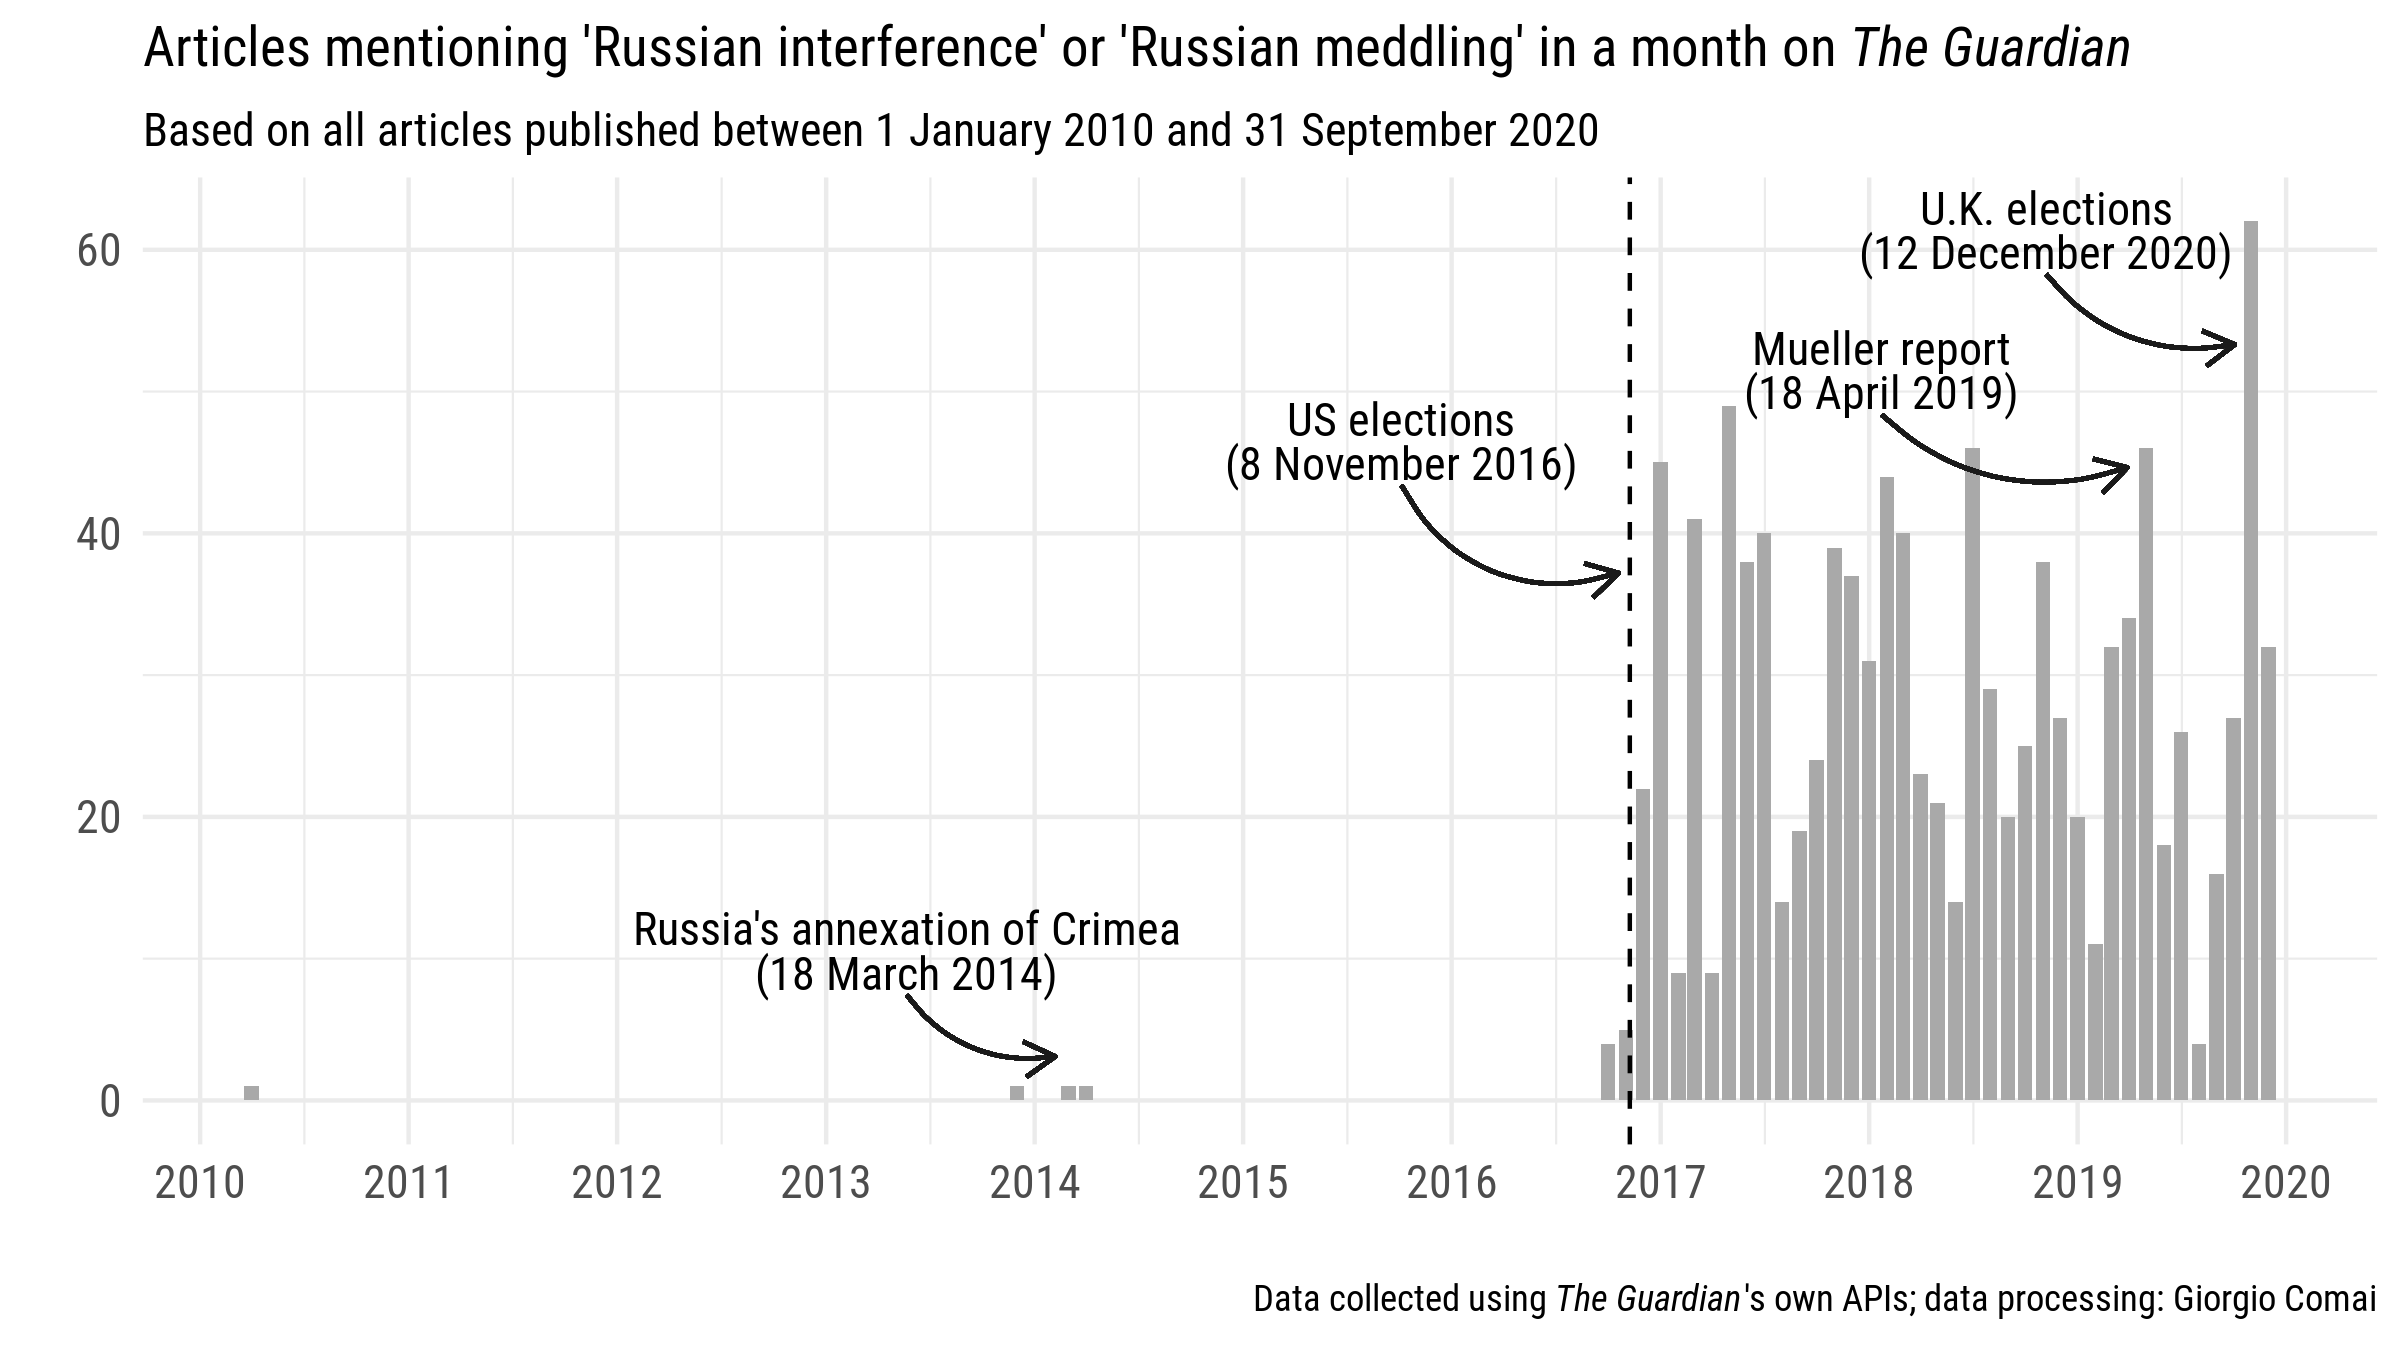 Articles mentioning 'Russian interference' or 'Russian meddling' in a month on The Guardian
Based on all articles published between 1 January 2010 and 31 September 2020
60
40
20
0
U.K. elections
(12 December 2020)
Mueller report
(18 April 2019)
US elections
(8 November 2016)
Russia's annexation of Crimea
(18 March 2014)
2010 2011 2012 2013 2014 2015 2016 2017 2018 2019 2020
Data collected using The Guardian's own APIs; data processing: Giorgio Comai